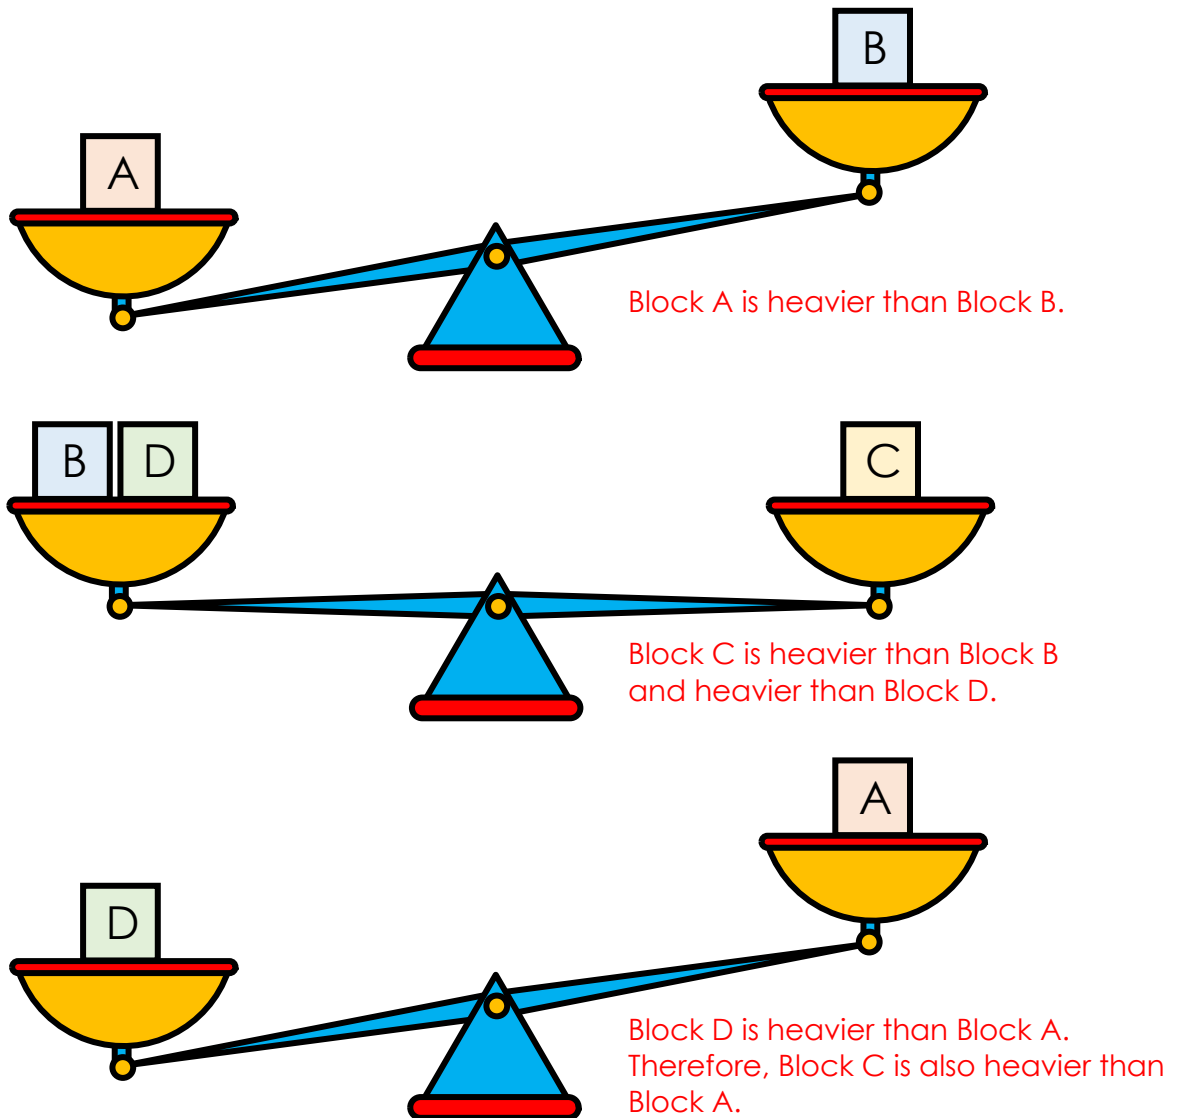 B
A
Block A is heavier than Block B.
B D C
Block C is heavier than Block B
and heavier than Block D.
A
D
Block D is heavier than Block A.
Therefore, Block C is also heavier than
Block A.